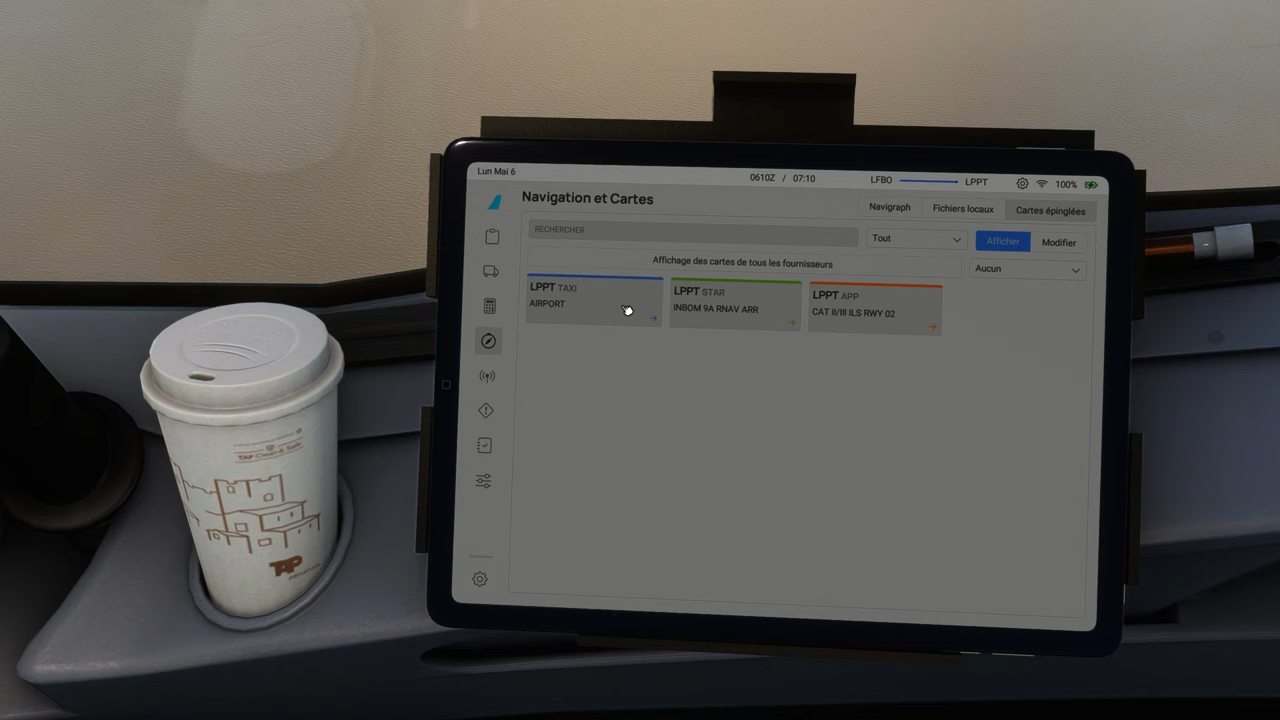 Lun Mai 6
0610Z / 07:10
LFBO LPPT
100%
Navigation et Cartes
Navigraph
Fichiers locaux
Cartes épinglées
RECHERCHER
Tout
Afficher
Modifier
Affichage des cartes de tous les fournisseurs
Aucun
LPPT TAXI
AIRPORT
LPPT STAR
INBOM 9A RNAV ARR
LPPT APP
CAT II/III ILS RWY 02
TAP Clean & Safe
TAP